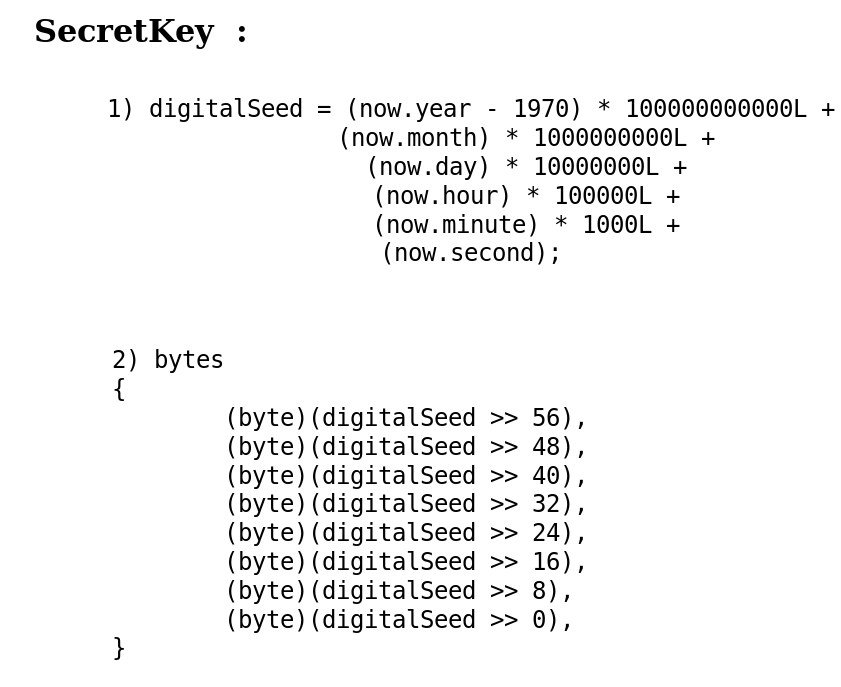 SecretKey :
1) digitalSeed = (now.year - 1970) * 100000000000L +
(now.month) * 1000000000L +
(now.day) * 10000000L +
(now.hour) * 100000L +
(now.minute) * 1000L +
(now.second);
2) bytes
{
(byte)(digitalSeed >> 56),
(byte)(digitalSeed >> 48),
(byte)(digitalSeed >> 40),
(byte)(digitalSeed >> 32),
(byte)(digitalSeed >> 24),
(byte)(digitalSeed >> 16),
(byte)(digitalSeed >> 8),
(byte)(digitalSeed >> 0),
}